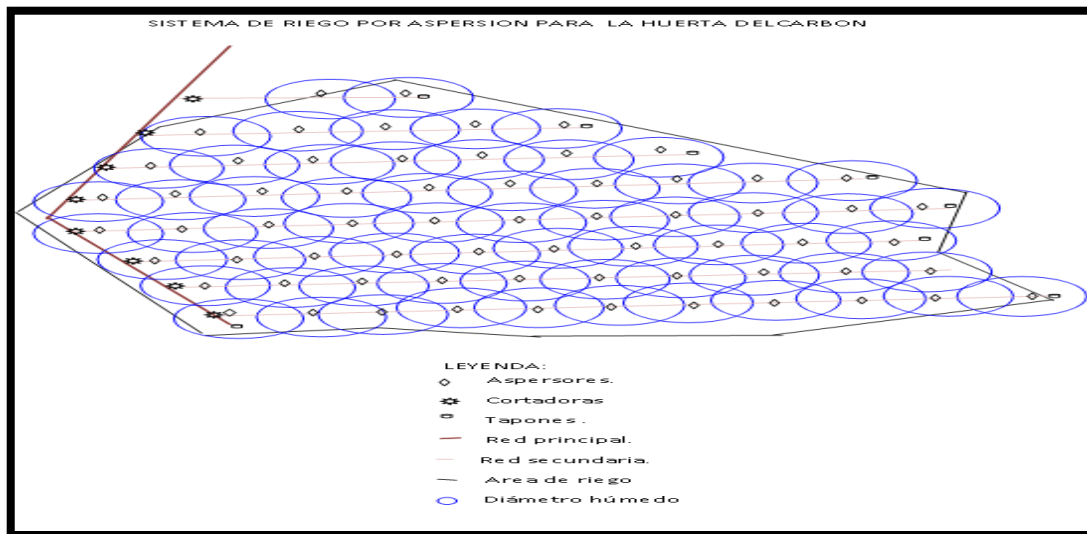 SISTEMA DE RIEGO POR ASPERSION PARA LA HUERTA DELCARBON
LEYENDA:
Aspersores.
Cortadoras
Tapones .
Red principal.
Red secundaria.
Area de riego
Diámetro húmedo